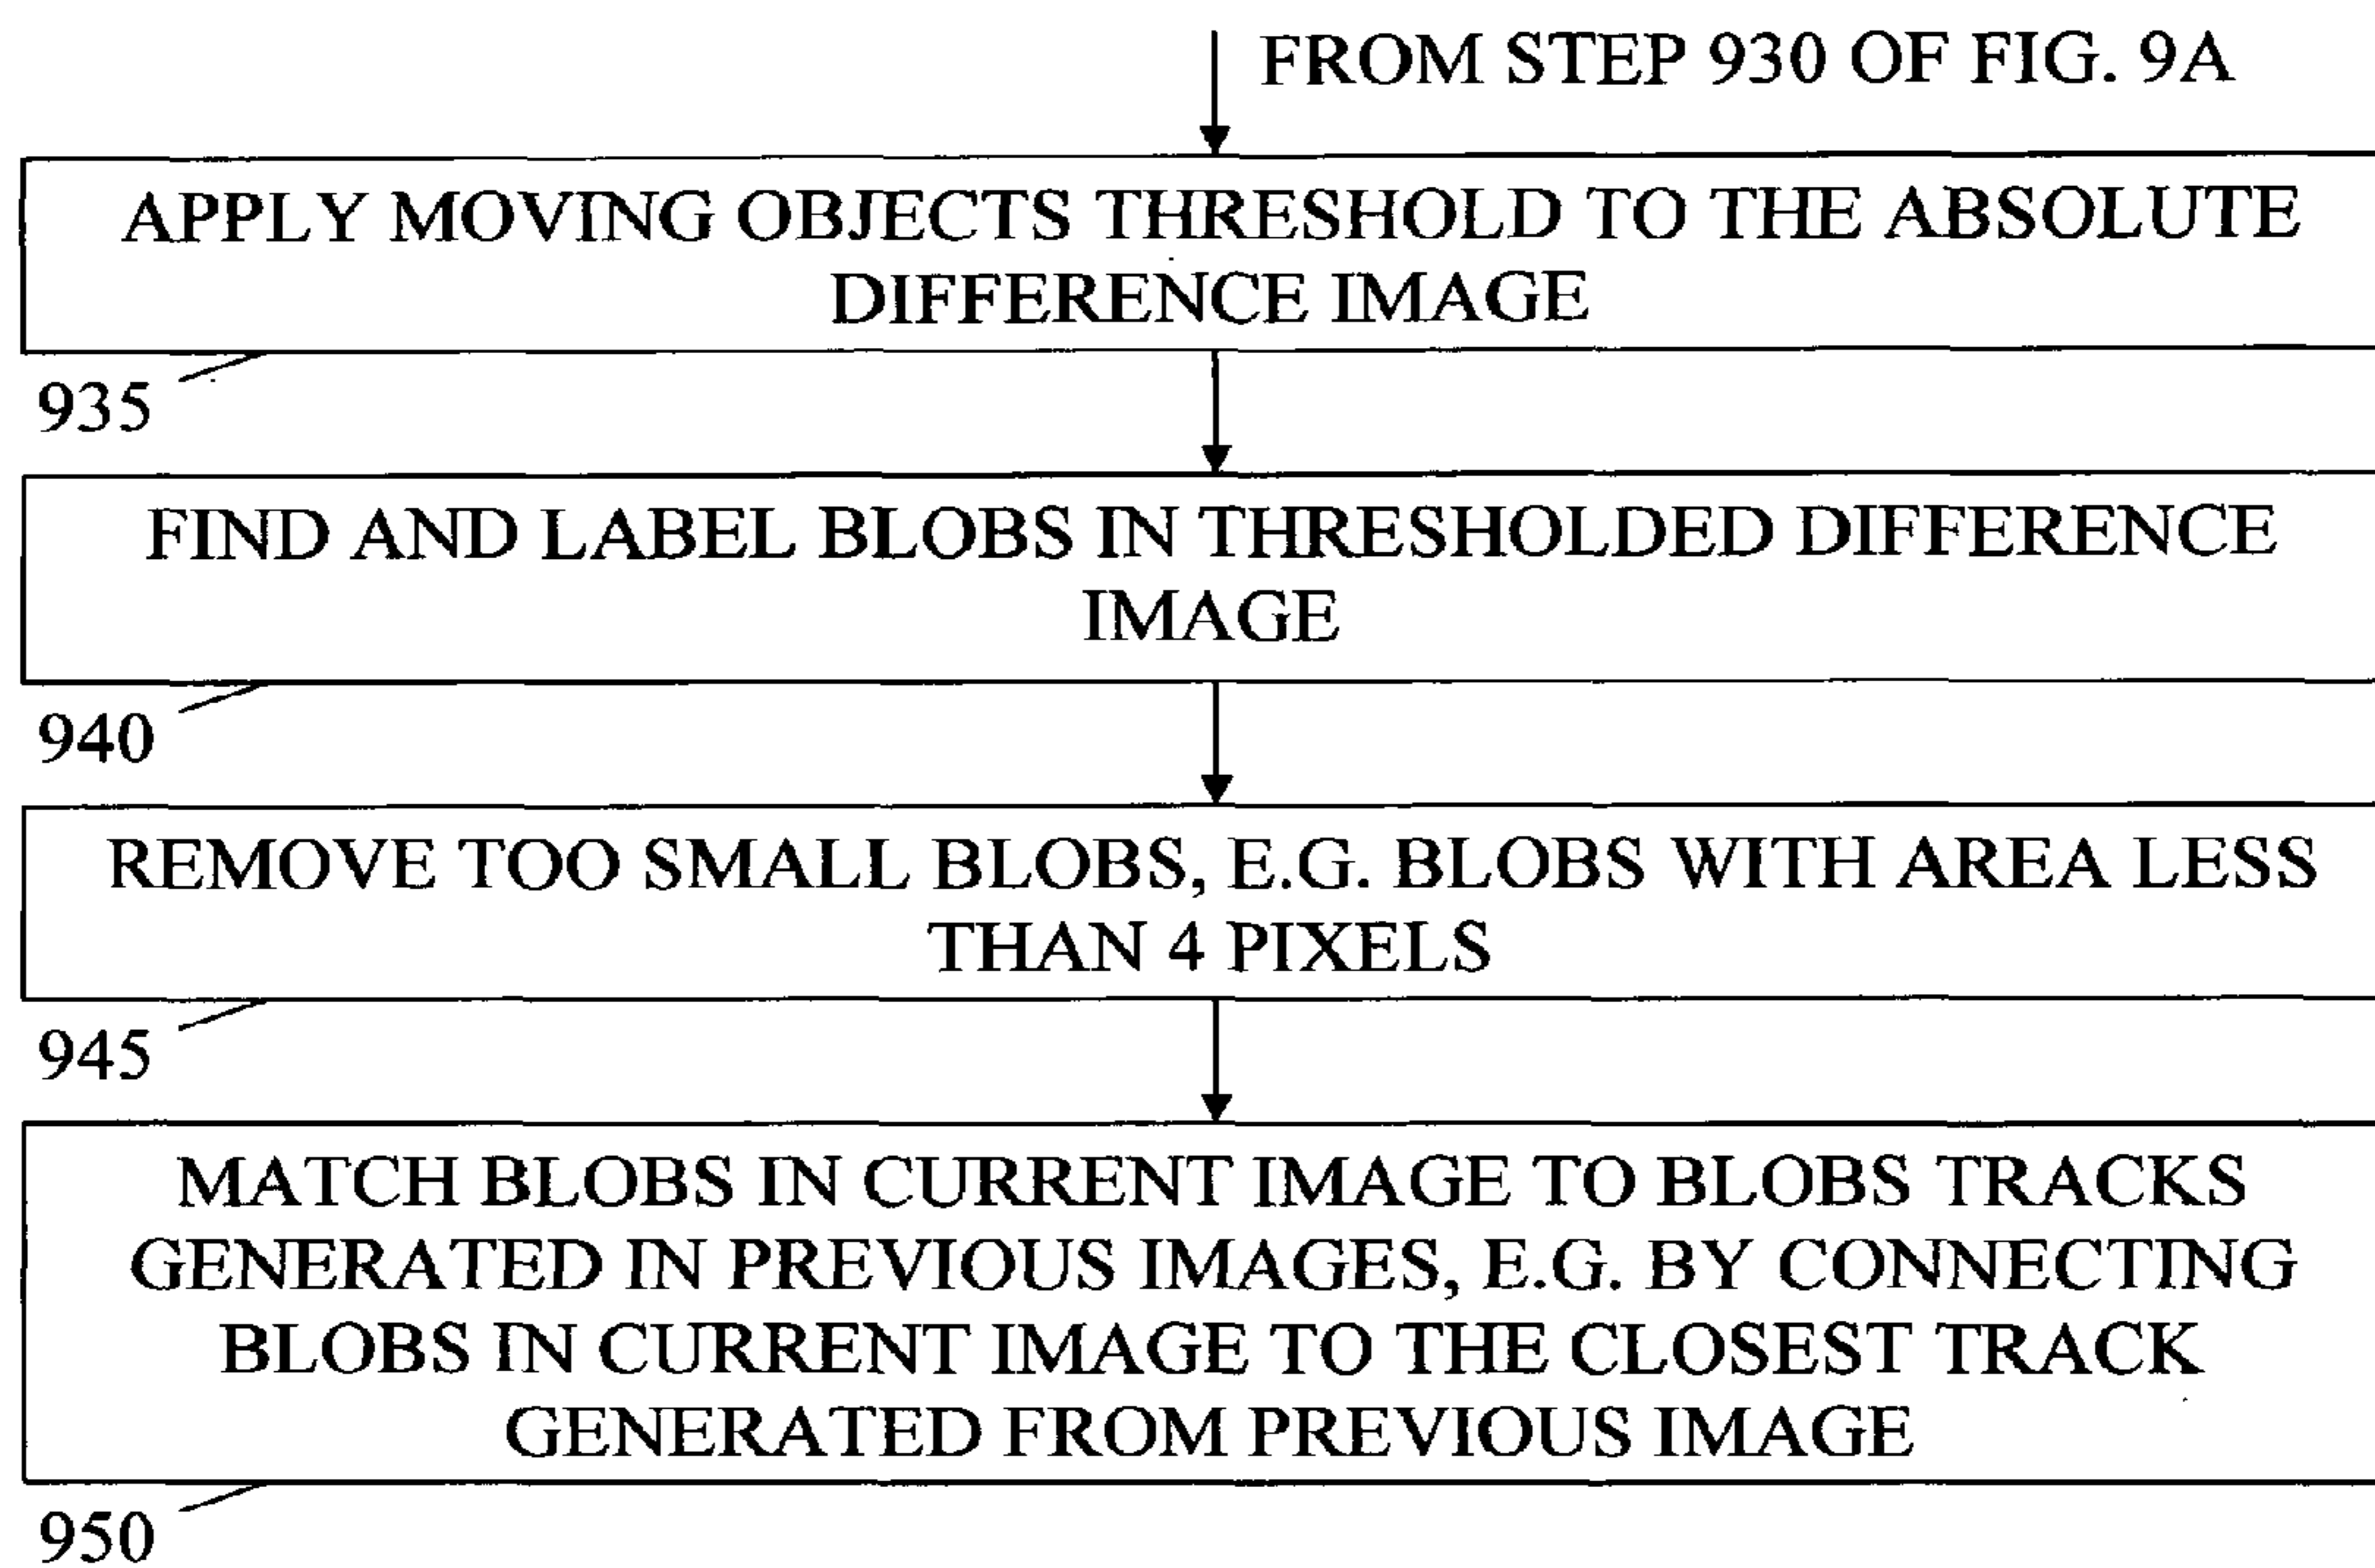 FROM STEP 930 OF FIG. 9A
APPLY MOVING OBJECTS THRESHOLD TO THE ABSOLUTE
DIFFERENCE IMAGE
935
FIND AND LABEL BLOBS IN THRESHOLDED DIFFERENCE
IMAGE
940
REMOVE TOO SMALL BLOBS, E.G. BLOBS WITH AREA LESS
THAN 4 PIXELS
945
MATCH BLOBS IN CURRENT IMAGE TO BLOBS TRACKS
GENERATED IN PREVIOUS IMAGES, E.G. BY CONNECTING
BLOBS IN CURRENT IMAGE TO THE CLOSEST TRACK
GENERATED FROM PREVIOUS IMAGE
950